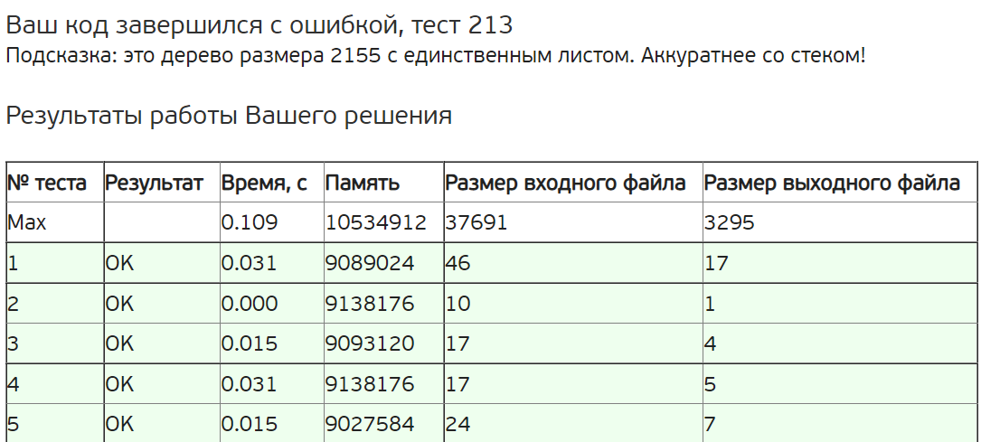 Ваш код завершился с ошибкой, тест 213
Подсказка: это дерево размера 2155 с единственным листом. Аккуратнее со стеком!
Результаты работы Вашего решения
№ теста Результат Время, с Память Размер входного файла Размер выходного файла
Max 0.109 10534912 37691 3295
1 OK 0.031 9089024 46 17
2 OK 0.000 9138176 10 1
3 OK 0.015 9093120 17 4
4 OK 0.031 9138176 17 5
5 OK 0.015 9027584 24 7